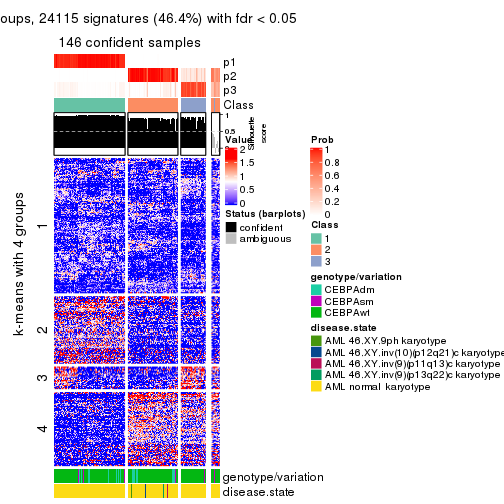 oups, 24115 signatures (46.4%) with fdr < 0.05
146 confident samples
p1
p2
p3
Class
1
0.5
0
Silhouette
score
k-means with 4 groups
1
2
3
4
genotype/variation
disease.state
Value
2
1.5
1
0.5
0
Status (barplots)
confident
ambiguous
Prob
1
0.8
0.6
0.4
0.2
0
Class
1
2
3
genotype/variation
CEBPAdm
CEBPAsm
CEBPAwt
disease.state
AML 46.XY.9ph karyotype
AML 46.XY.inv(10)(p12q21)c karyotype
AML 46.XY.inv(9)(p11q13)c karyotype
AML 46.XY.inv(9)(p13q22)c karyotype
AML normal karyotype